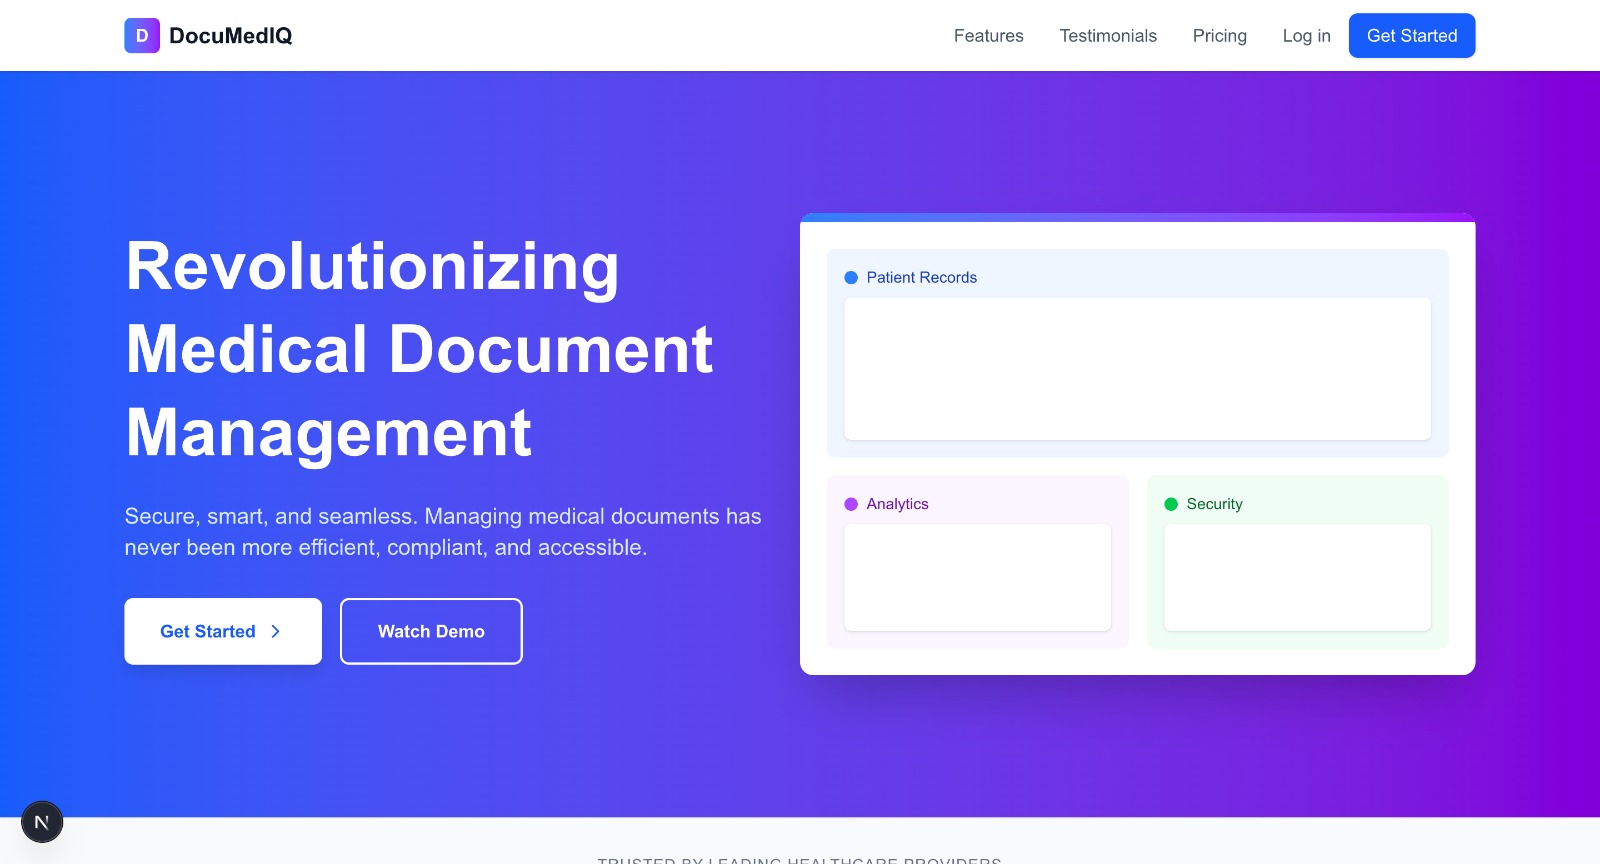 D DocuMedIQ
Features Testimonials Pricing Log in Get Started
Revolutionizing
Medical Document
Management
Secure, smart, and seamless. Managing medical documents has
never been more efficient, compliant, and accessible.
Get Started
Watch Demo
Patient Records
Analytics
Security
N
TRUSTED BY LEADING HEALTHCARE PROVIDERS